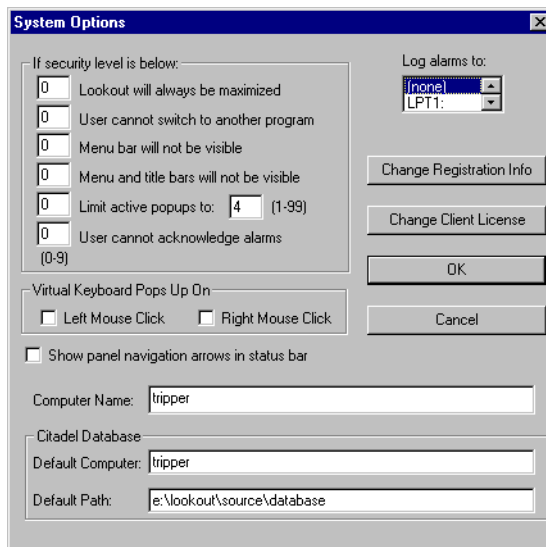 System Options
If security level is below:
0 Lookout will always be maximized
0 User cannot switch to another program
0 Menu bar will not be visible
0 Menu and title bars will not be visible
0 Limit active popups to: 4 (1-99)
0 User cannot acknowledge alarms
(0-9)
Log alarms to:
(none)
LPT1:
Change Registration Info
Change Client License
OK
Cancel
Virtual Keyboard Pops Up On
Left Mouse Click Right Mouse Click
Show panel navigation arrows in status bar
Computer Name: tripper
Citadel Database
Default Computer: tripper
Default Path: e:\lookout\source\database